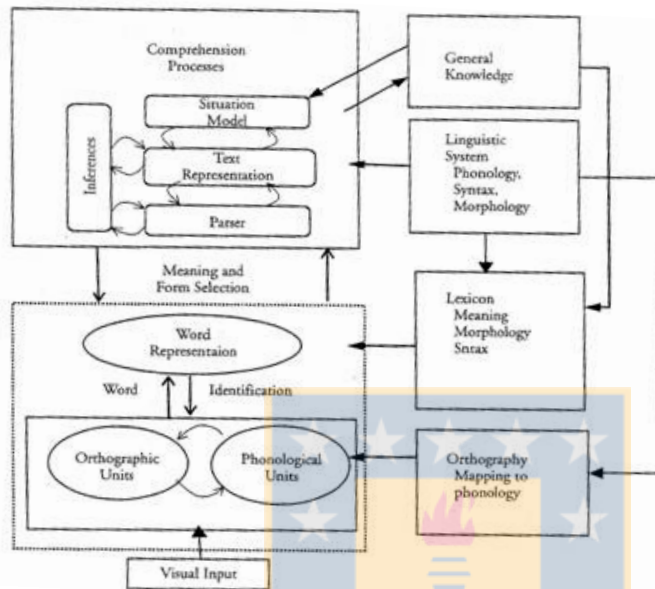 Comprehension
Processes
Situation
Model
Inferences
Text
Representation
Parser
General
Knowledge
Linguistic
System
Phonology,
Syntax,
Morphology
Meaning and
Form Selection
Word
Representaion
Word Identification
Lexicon
Meaning
Morphology
Sntax
Orthographic
Units
Phonological
Units
Orthography
Mapping to
phonology
Visual Input